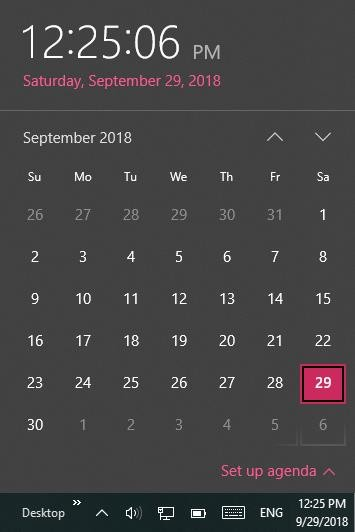 12:25:06 PM
Saturday, September 29, 2018
September 2018
Su Mo Tu We Th Fr Sa
26 27 28 29 30 31 1
2 3 4 5 6 7 8
9 10 11 12 13 14 15
16 17 18 19 20 21 22
23 24 25 26 27 28 29
30 1 2 3 4 5 6
Set up agenda
Desktop » ENG 12:25 PM
9/29/2018